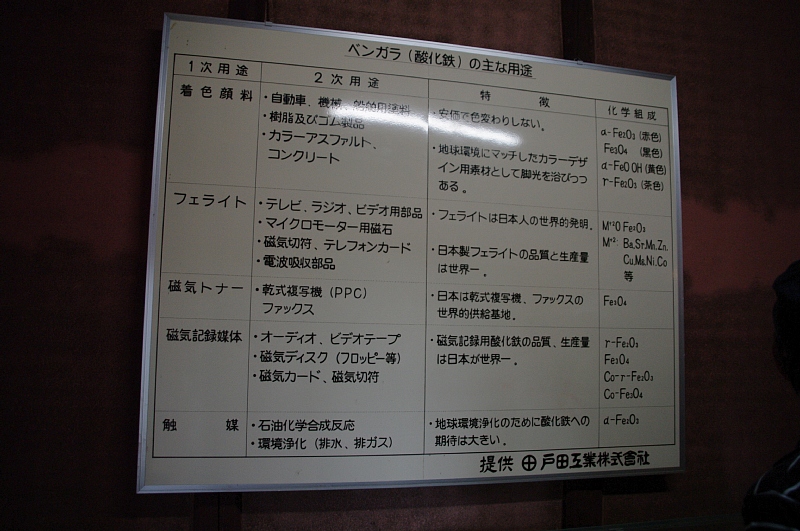 ベンガラ（酸化鉄）の主な用途
1次用途 2次用途 特徴 化学組成
着色顔料
・自動車、機械、船舶用塗料
・樹脂及びゴム製品
・カラーアスファルト、
コンクリート
・安価で色変わりしない。
・地球環境にマッチしたカラーデザ
イン用素材として脚光を浴びつつ
ある。
α-Fe₂O₃（赤色）
Fe₃O₄（黒色）
α-FeOOH（黄色）
r-Fe₂O₃（茶色）
フェライト
・テレビ、ラジオ、ビデオ用部品
・マイクロモーター用磁石
・磁気切符、テレフォンカード
・電波吸収部品
・フェライトは日本人の世界的発明。
・日本製フェライトの品質と生産量
は世界一。
M⁺²O Fe₂O₃
M⁺²: Ba,Sr,Mn,Zn,
Cu,Mg,Ni,Co
等
磁気トナー
・乾式複写機（PPC）
ファックス
・日本は乾式複写機、ファックスの
世界的供給基地。
Fe₃O₄
磁気記録媒体
・オーディオ、ビデオテープ
・磁気ディスク（フロッピー等）
・磁気カード、磁気切符
・磁気記録用酸化鉄の品質、生産量
は日本が世界一。
r-Fe₂O₃
Fe₃O₄
Co-r-Fe₂O₃
Co-Fe₃O₄
触媒
・石油化学合成反応
・環境浄化（排水、排ガス）
・地球環境浄化のために酸化鉄への
期待は大きい。
α-Fe₂O₃
提供 戸田工業株式會社